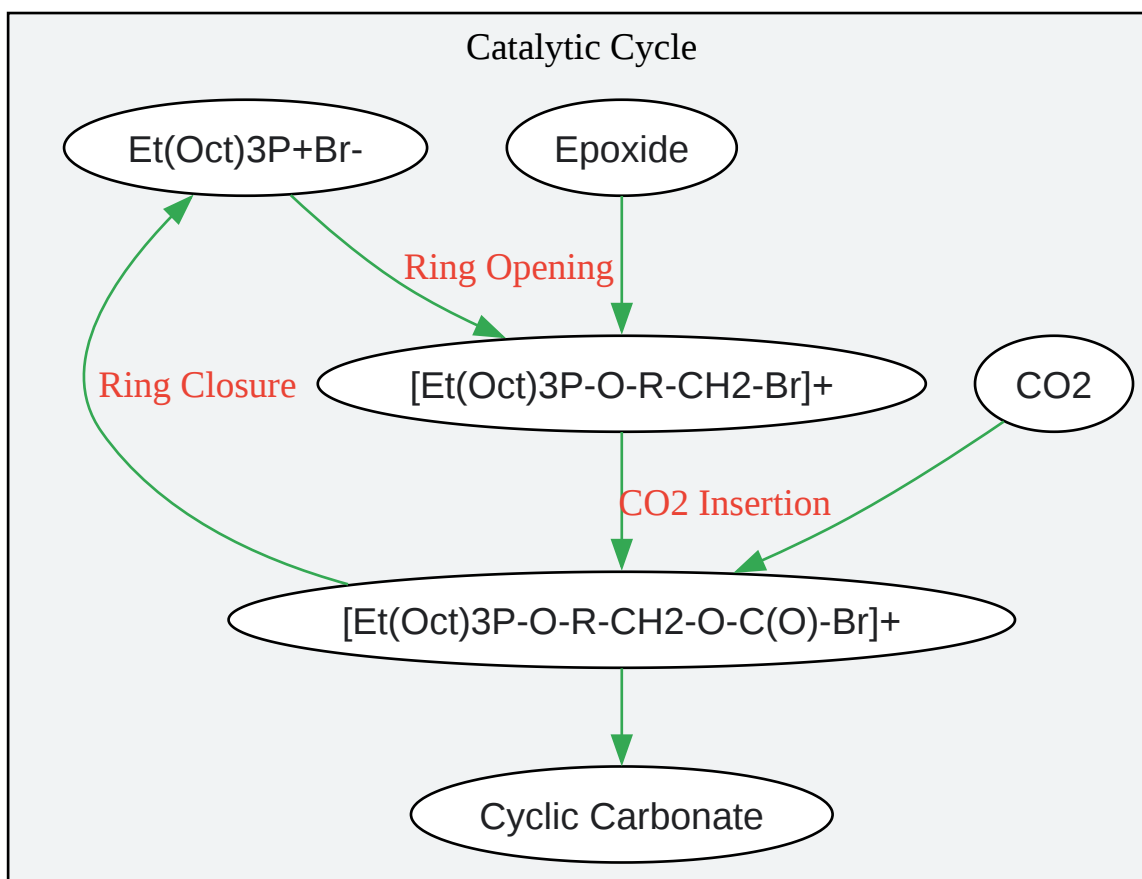 Catalytic Cycle
Et(Oct)3P+Br-
Epoxide
Ring Opening
Ring Closure
[Et(Oct)3P-O-R-CH2-Br]+
CO2
CO2 Insertion
[Et(Oct)3P-O-R-CH2-O-C(O)-Br]+
Cyclic Carbonate